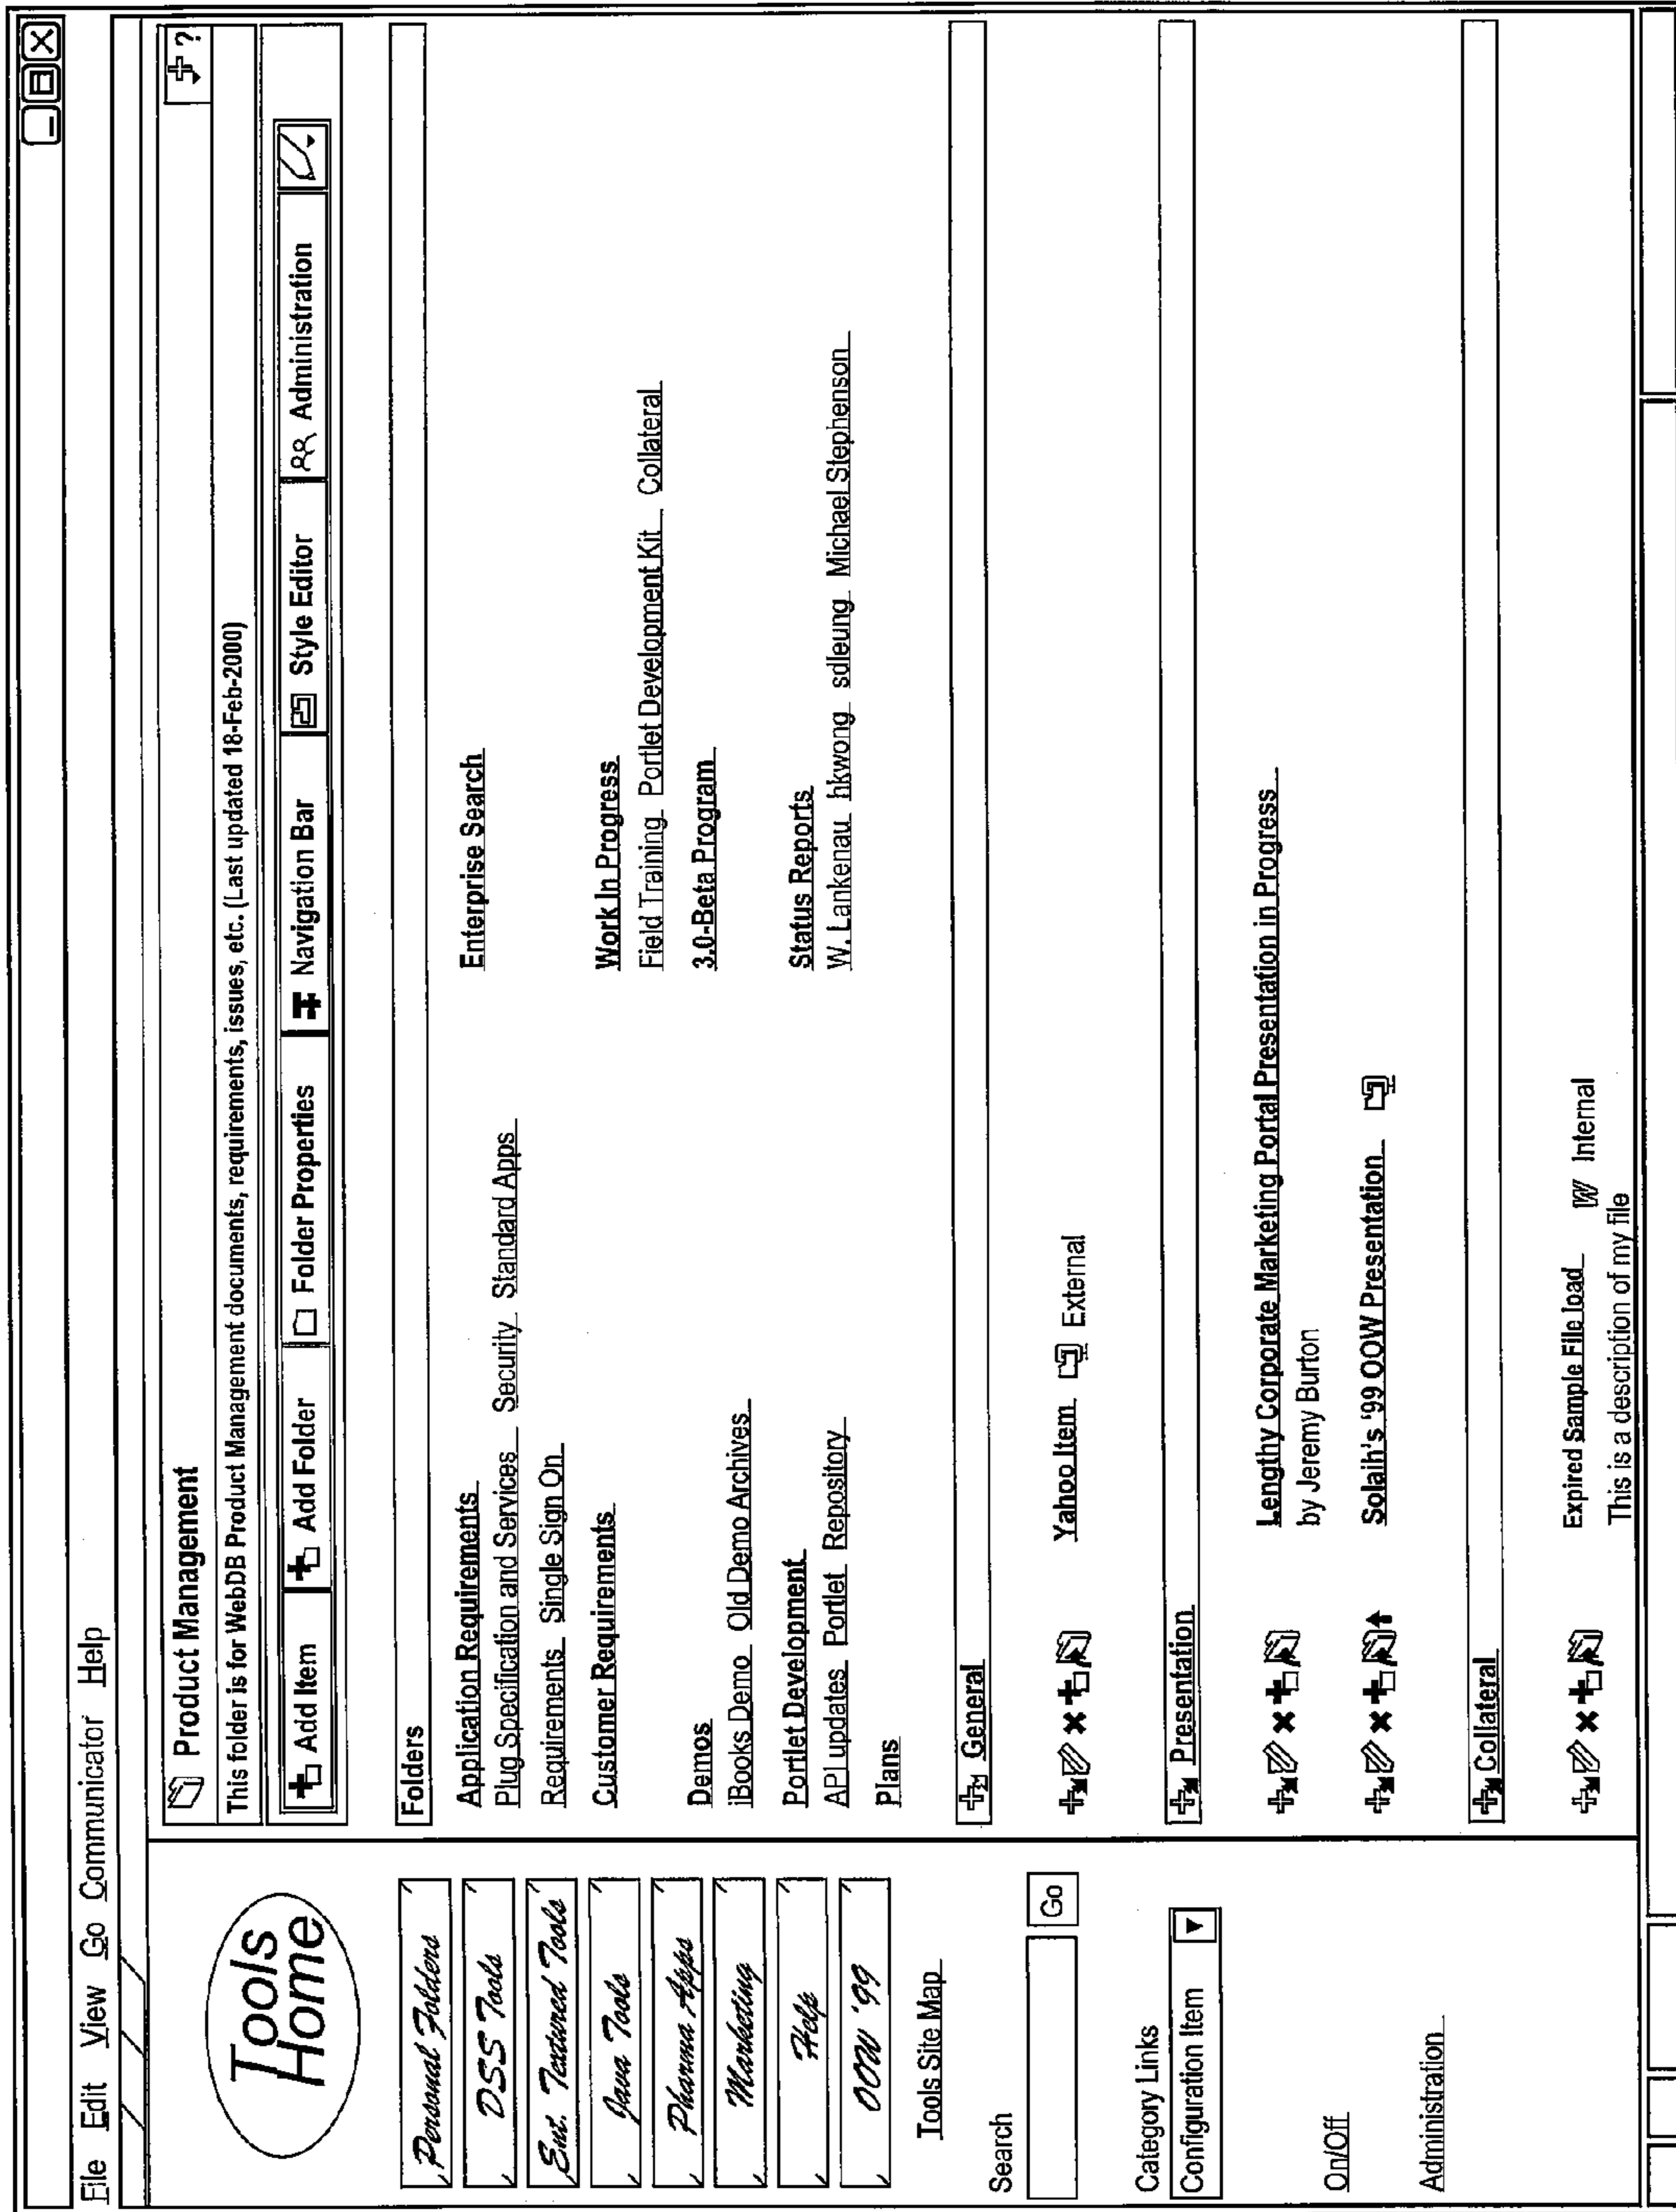 File Edit View Go Communicator Help
Tools
Home
Personal Folders
DSS Tools
Ent. Textured Tools
Java Tools
Pharma Apps
Marketing
Help
OOW '99
Tools Site Map
Search
Go
Category Links
Configuration Item
On/Off
Administration
Product Management
?
This folder is for WebDB Product Management documents, requirements, issues, etc. (Last updated 18-Feb-2000)
Add Item Add Folder Folder Properties Navigation Bar Style Editor Administration
Folders
Application Requirements
Plug Specification and Services Security Standard Apps
Requirements Single Sign On
Customer Requirements
Demos
iBooks Demo Old Demo Archives
Portlet Development
API updates Portlet Repository
Plans
Enterprise Search
Work In Progress
Field Training Portlet Development Kit Collateral
3.0-Beta Program
Status Reports
W. Lankenau hkwong sdleung Michael Stephenson
General
Yahoo Item External
Presentation
Lengthy Corporate Marketing Portal Presentation in Progress
by Jeremy Burton
Solaih's '99 OOW Presentation
Collateral
Expired Sample File load W Internal
This is a description of my file